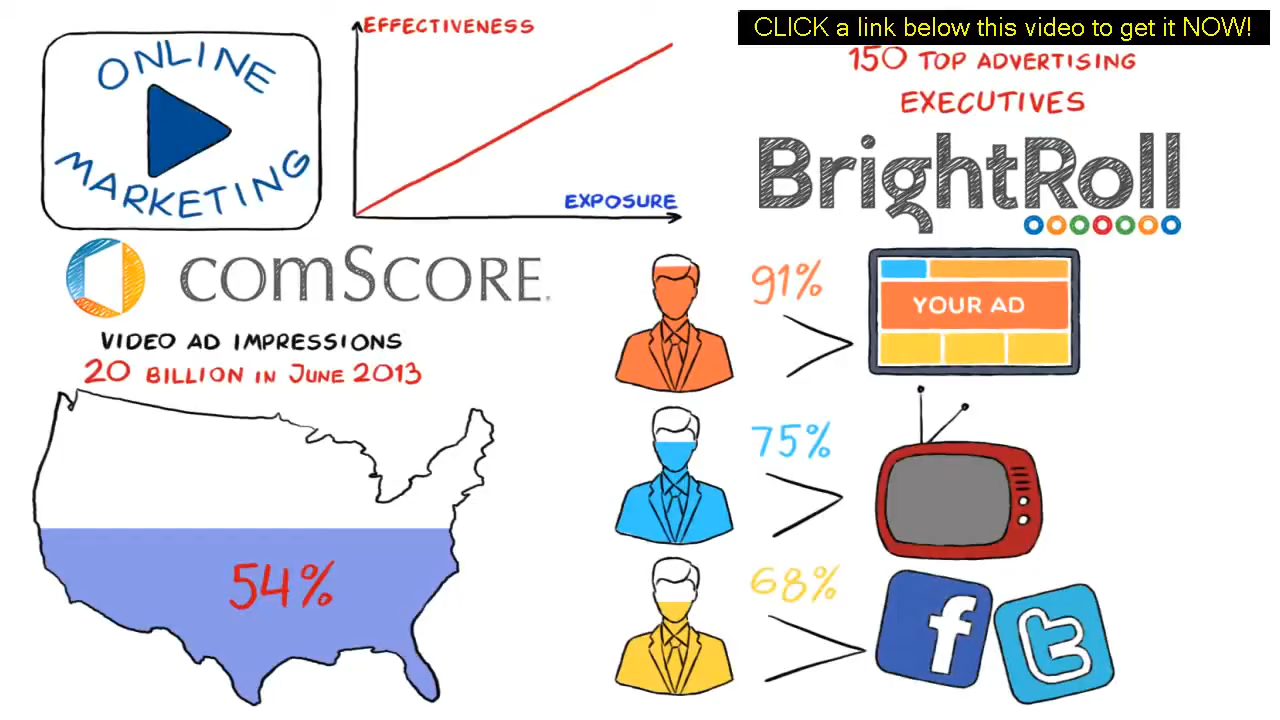 ONLINE
MARKETING
EFFECTIVENESS
EXPOSURE
CLICK a link below this video to get it NOW!
150 TOP ADVERTISING
EXECUTIVES
BrightRoll
comSCORE.
VIDEO AD IMPRESSIONS
20 BILLION IN JUNE 2013
54%
91%
YOUR AD
75%
68%
f
t